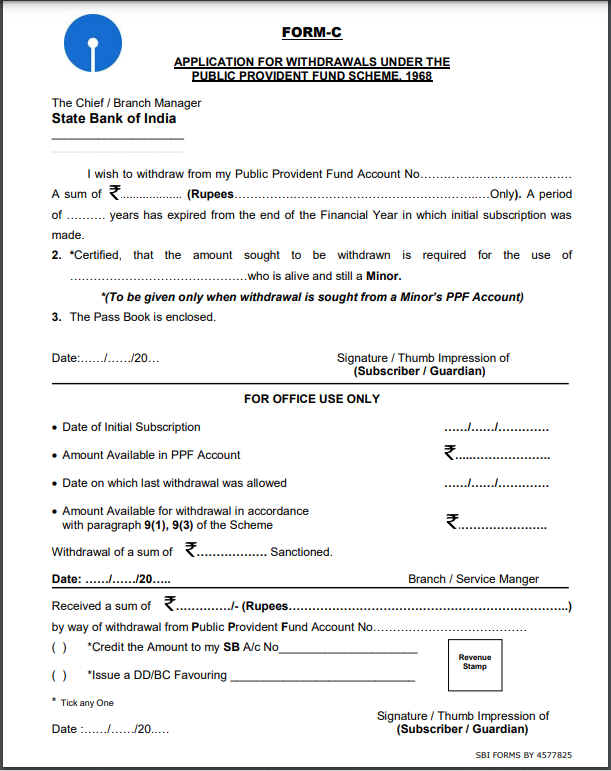 FORM-C
APPLICATION FOR WITHDRAWALS UNDER THE
PUBLIC PROVIDENT FUND SCHEME, 1968
The Chief / Branch Manager
State Bank of India
____________________
I wish to withdraw from my Public Provident Fund Account No……………………………………
A sum of ₹..................... (Rupees…………………………………………………………..…Only). A period
of ………. years has expired from the end of the Financial Year in which initial subscription was
made.
2. *Certified, that the amount sought to be withdrawn is required for the use of
……………………………………….who is alive and still a Minor.
*(To be given only when withdrawal is sought from a Minor's PPF Account)
3. The Pass Book is enclosed.
Date:……/……/20… Signature / Thumb Impression of
(Subscriber / Guardian)
FOR OFFICE USE ONLY
• Date of Initial Subscription ……/……/………….
• Amount Available in PPF Account ₹…..………………..
• Date on which last withdrawal was allowed ……/……/………….
• Amount Available for withdrawal in accordance
with paragraph 9(1), 9(3) of the Scheme ₹…………………..
Withdrawal of a sum of ₹……………… Sanctioned.
Date: ……/……/20….. Branch / Service Manger
Received a sum of ₹…………../- (Rupees………………………………………………………………..)
by way of withdrawal from Public Provident Fund Account No…………………………………
( ) *Credit the Amount to my SB A/c No______________________
( ) *Issue a DD/BC Favouring _____________________________
Revenue
Stamp
* Tick any One
Signature / Thumb Impression of
Date :……/……/20….. (Subscriber / Guardian)
SBI FORMS BY 4577825